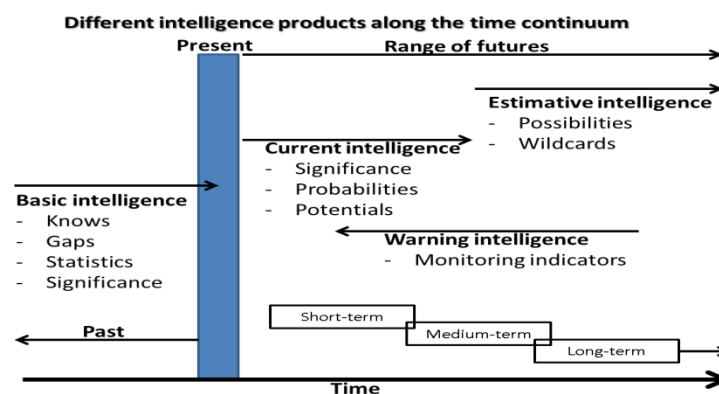 Different intelligence products along the time continuum
Present
Range of futures
Estimative intelligence
- Possibilities
- Wildcards
Current intelligence
- Significance
- Probabilities
- Potentials
Basic intelligence
- Knows
- Gaps
- Statistics
- Significance
Warning intelligence
- Monitoring indicators
Short-term
Medium-term
Long-term
Past
Time